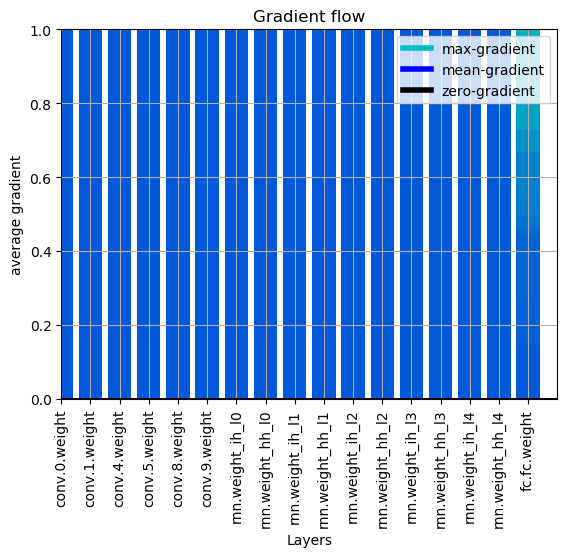 Gradient flow
1.0
0.8
0.6
0.4
0.2
0.0
average gradient
max-gradient
mean-gradient
zero-gradient
conv.0.weight
conv.1.weight
conv.4.weight
conv.5.weight
conv.8.weight
conv.9.weight
rnn.weight_ih_l0
rnn.weight_hh_l0
rnn.weight_ih_l1
rnn.weight_hh_l1
rnn.weight_ih_l2
rnn.weight_hh_l2
rnn.weight_ih_l3
rnn.weight_hh_l3
rnn.weight_ih_l4
rnn.weight_hh_l4
fc.fc.weight
Layers